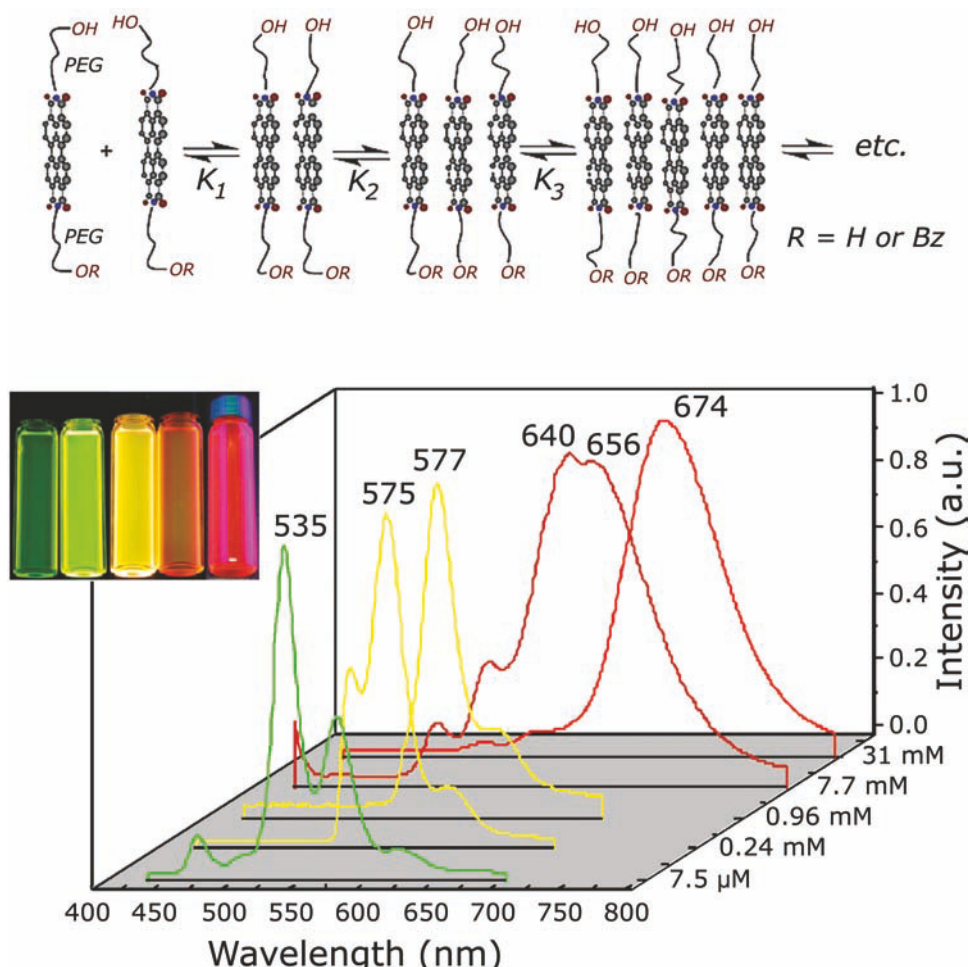 OH HO OH OH OH OH OH HO OH OH OH OH
PEG
+ K1 K2 K3 etc.
PEG
R = H or Bz
OR OR OR OR OR OR OR OR OR OR OR OR
674
640 656
577
575
535
1.0
0.8
0.6
0.4
0.2
0.0
Intensity (a.u.)
31 mM
7.7 mM
0.96 mM
0.24 mM
7.5 µM
400 450 500 550 600 650 700 750 800
Wavelength (nm)